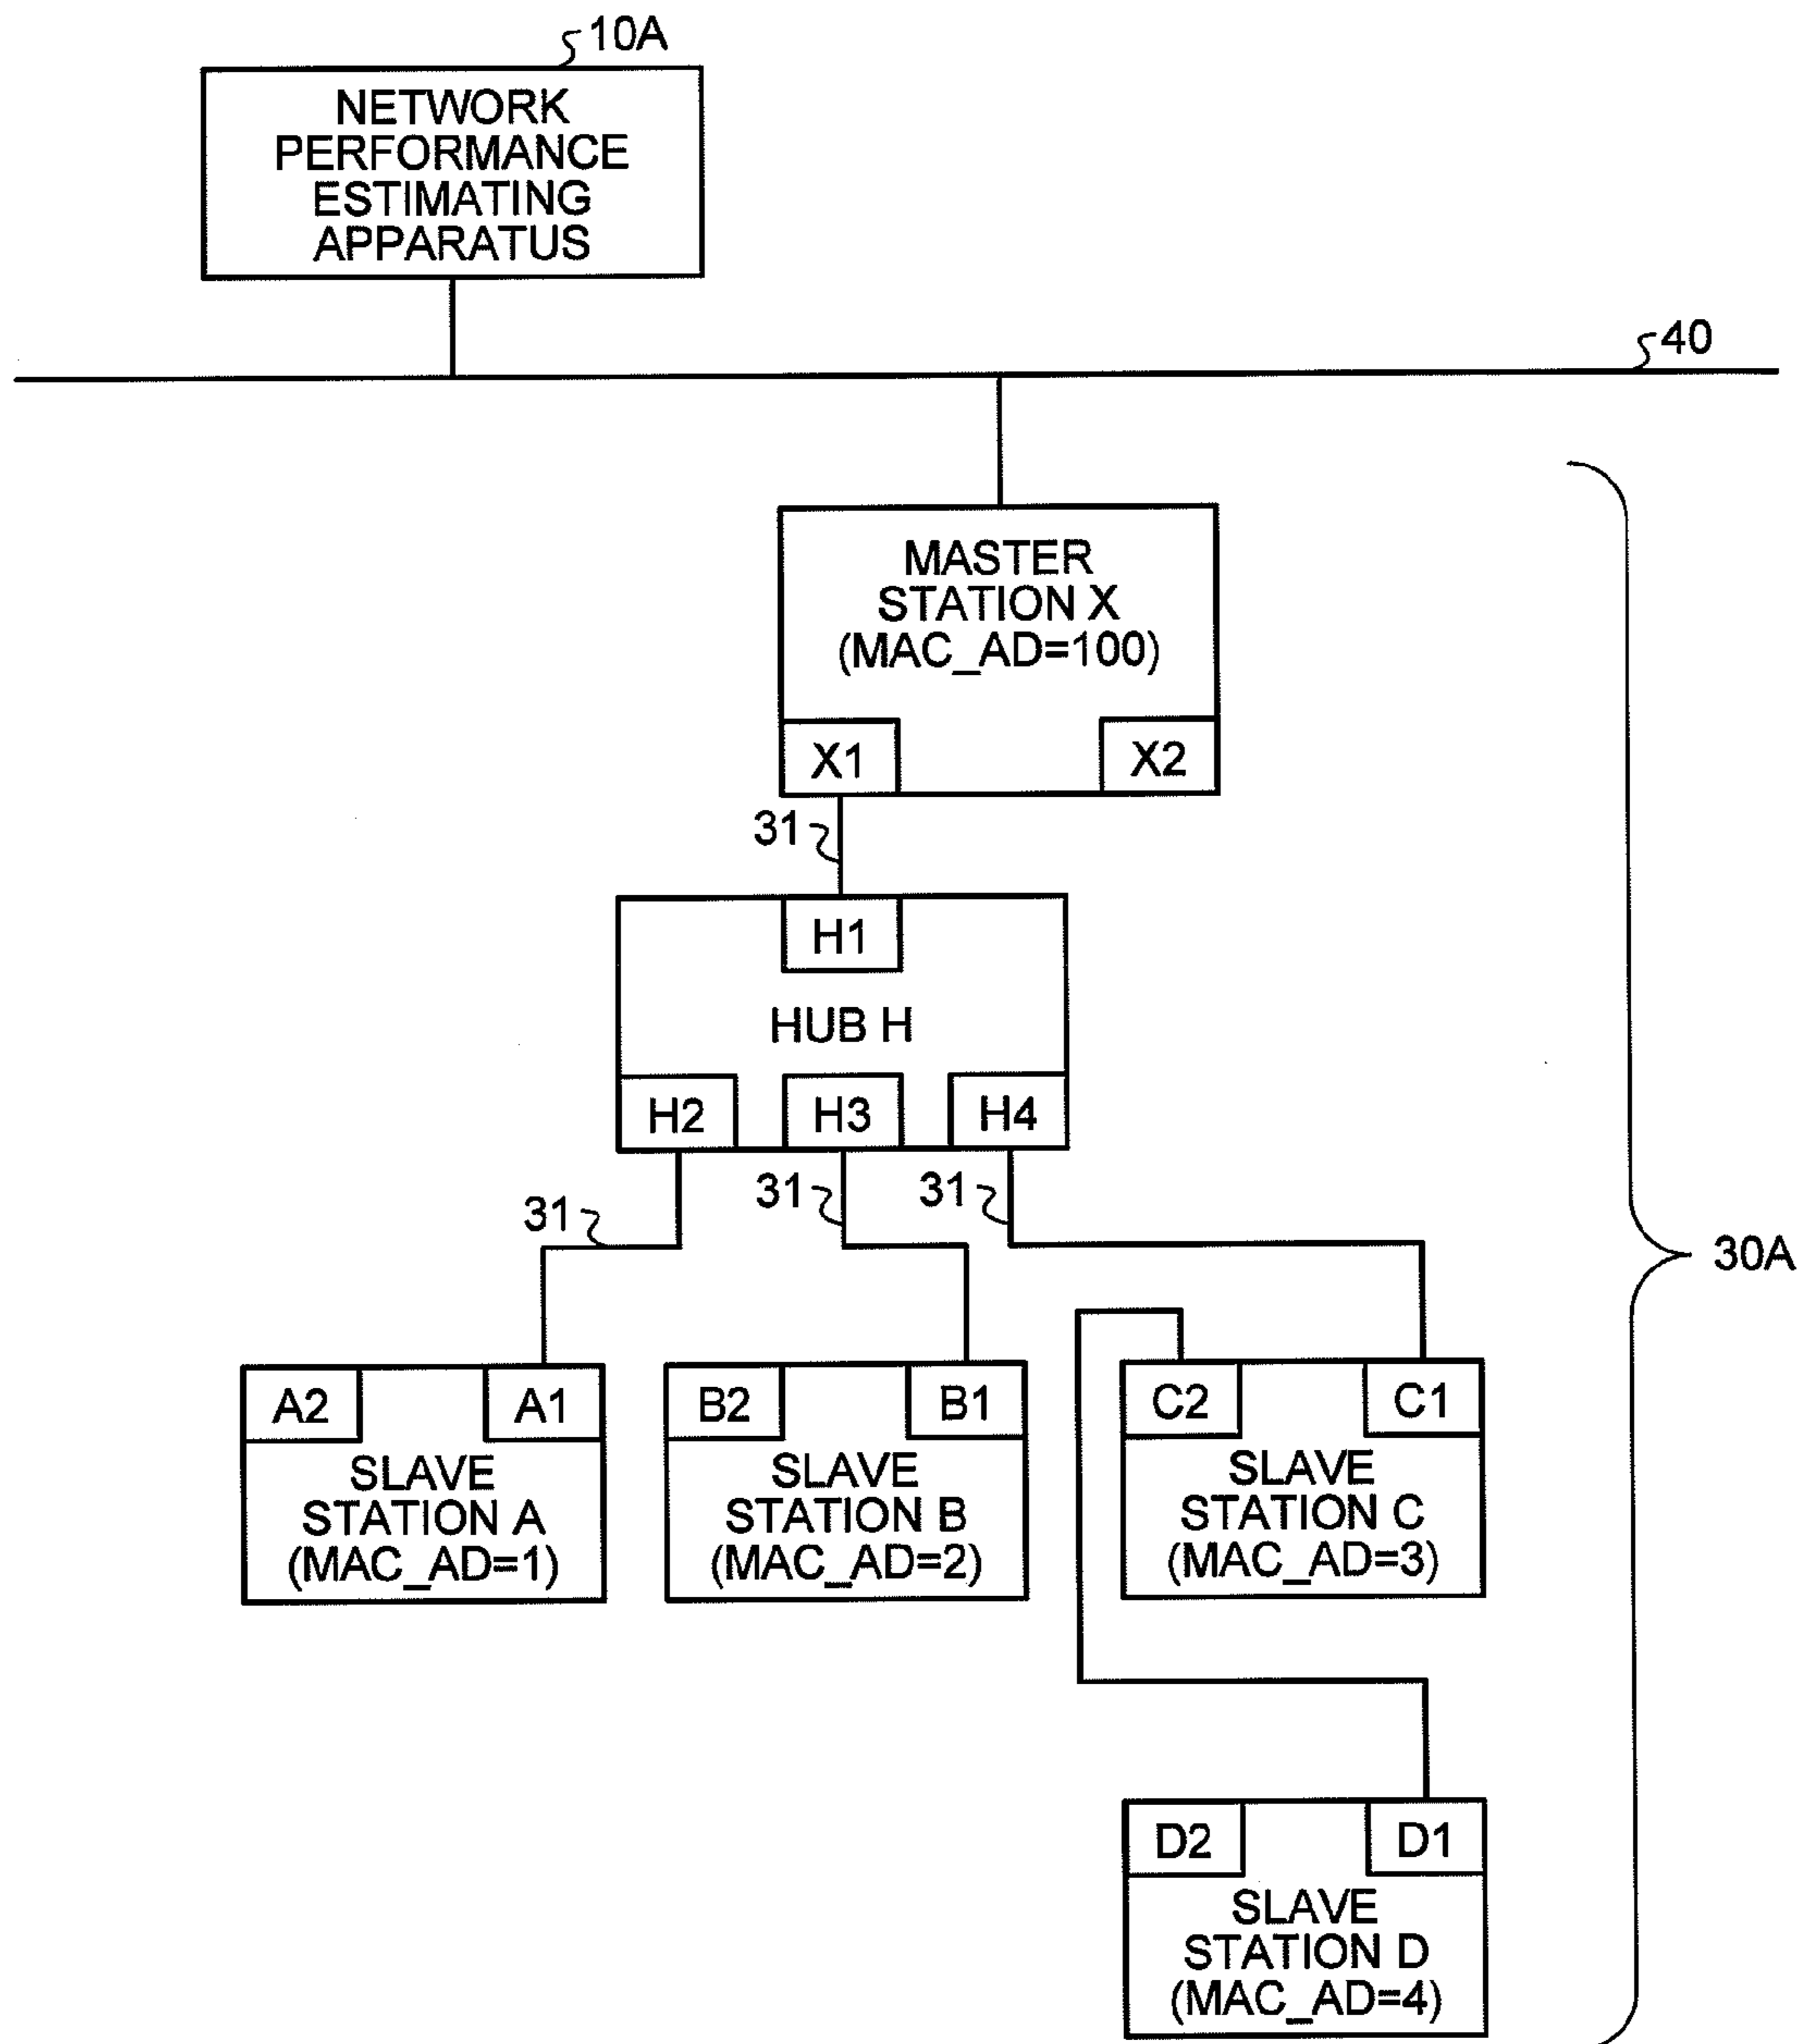 10A
NETWORK
PERFORMANCE
ESTIMATING
APPARATUS
40
MASTER
STATION X
(MAC_AD=100)
X1
X2
31
H1
HUB H
H2
H3
H4
31
31
31
30A
A2
A1
SLAVE
STATION A
(MAC_AD=1)
B2
B1
SLAVE
STATION B
(MAC_AD=2)
C2
C1
SLAVE
STATION C
(MAC_AD=3)
D2
D1
SLAVE
STATION D
(MAC_AD=4)